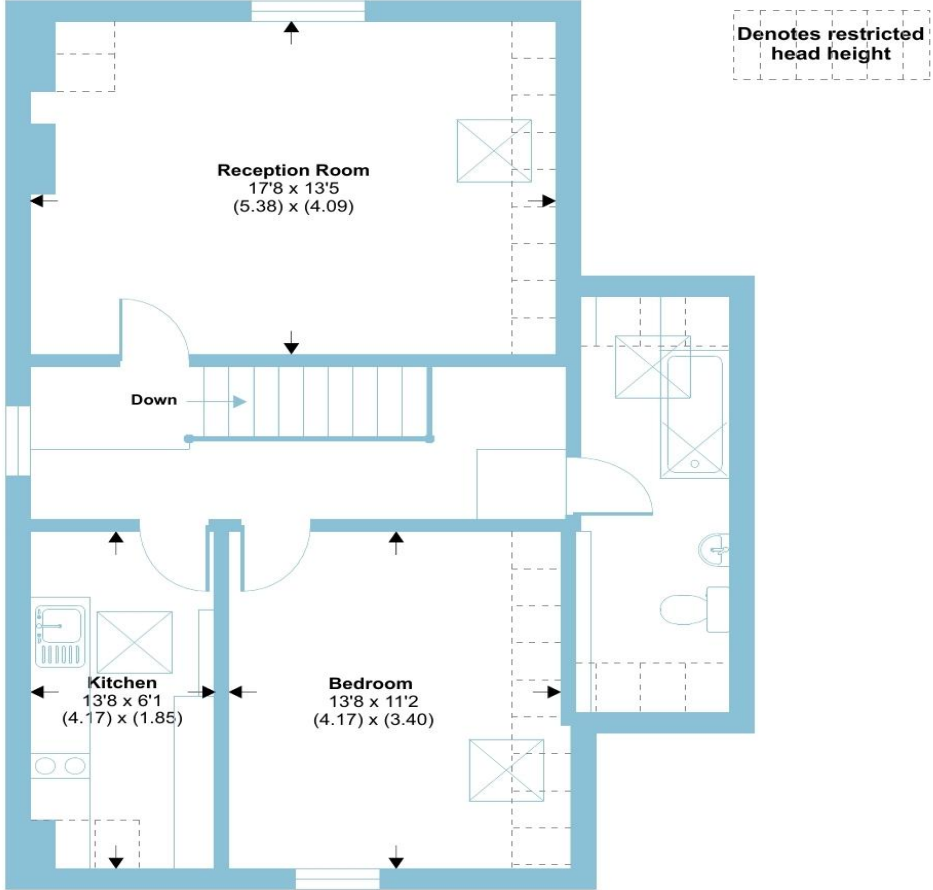 Denotes restricted
head height
Reception Room
17'8 x 13'5
(5.38) x (4.09)
Down
Kitchen
13'8 x 6'1
(4.17) x (1.85)
Bedroom
13'8 x 11'2
(4.17) x (3.40)